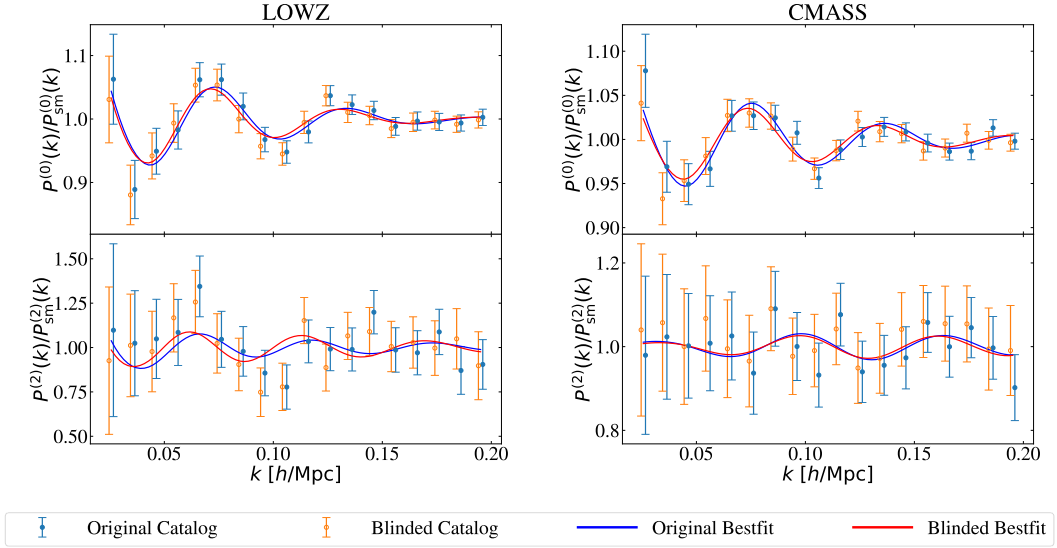 LOWZ
CMASS
P^(0)(k)/P_sm^(0)(k)
1.1
1.0
0.9
P^(0)(k)/P_sm^(0)(k)
1.10
1.05
1.00
0.95
0.90
P^(2)(k)/P_sm^(2)(k)
1.50
1.25
1.00
0.75
0.50
P^(2)(k)/P_sm^(2)(k)
1.2
1.0
0.8
0.05 0.10 0.15 0.20
0.05 0.10 0.15 0.20
k [h/Mpc]
k [h/Mpc]
Original Catalog Blinded Catalog Original Bestfit Blinded Bestfit